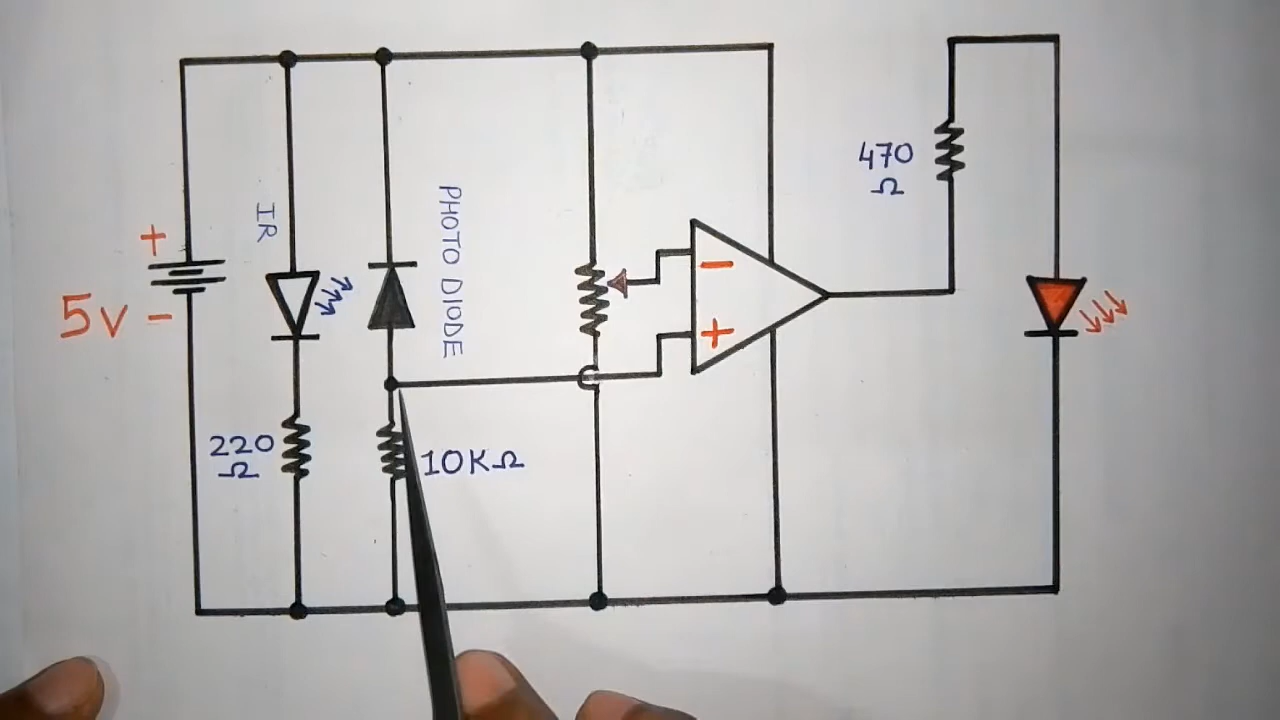 +
5v -
IR
PHOTO DIODE
220
Ω
10KΩ
-
+
470
Ω